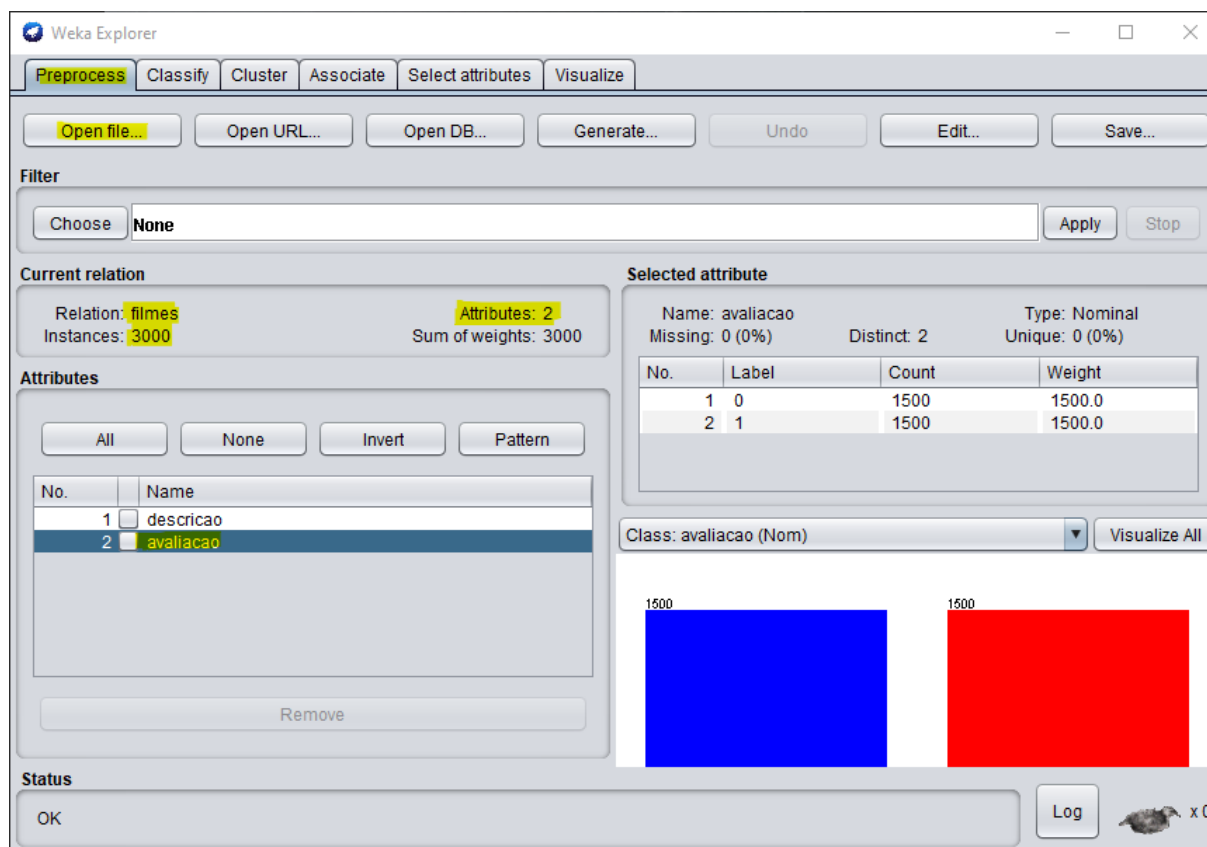 Weka Explorer
Preprocess Classify Cluster Associate Select attributes Visualize
Open file... Open URL... Open DB... Generate... Undo Edit... Save...
Filter
Choose None Apply Stop
Current relation
Relation: filmes Attributes: 2
Instances: 3000 Sum of weights: 3000
Attributes
All None Invert Pattern
No. Name
1 descricao
2 avaliacao
Remove
Selected attribute
Name: avaliacao Type: Nominal
Missing: 0 (0%) Distinct: 2 Unique: 0 (0%)
No. Label Count Weight
1 0 1500 1500.0
2 1 1500 1500.0
Class: avaliacao (Nom) Visualize All
1500 1500
Status
OK
Log x 0